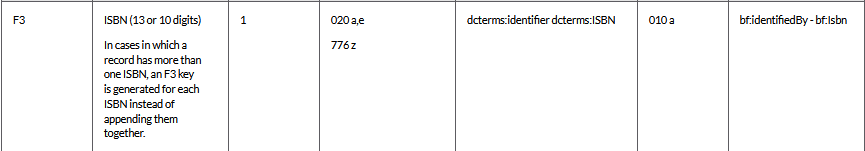 F3
ISBN (13 or 10 digits)
In cases in which a
record has more than
one ISBN, an F3 key
is generated for each
ISBN instead of
appending them
together.
1
020 a,e
776 z
dcterms:identifier dcterms:ISBN
010 a
bf:identifiedBy - bf:Isbn